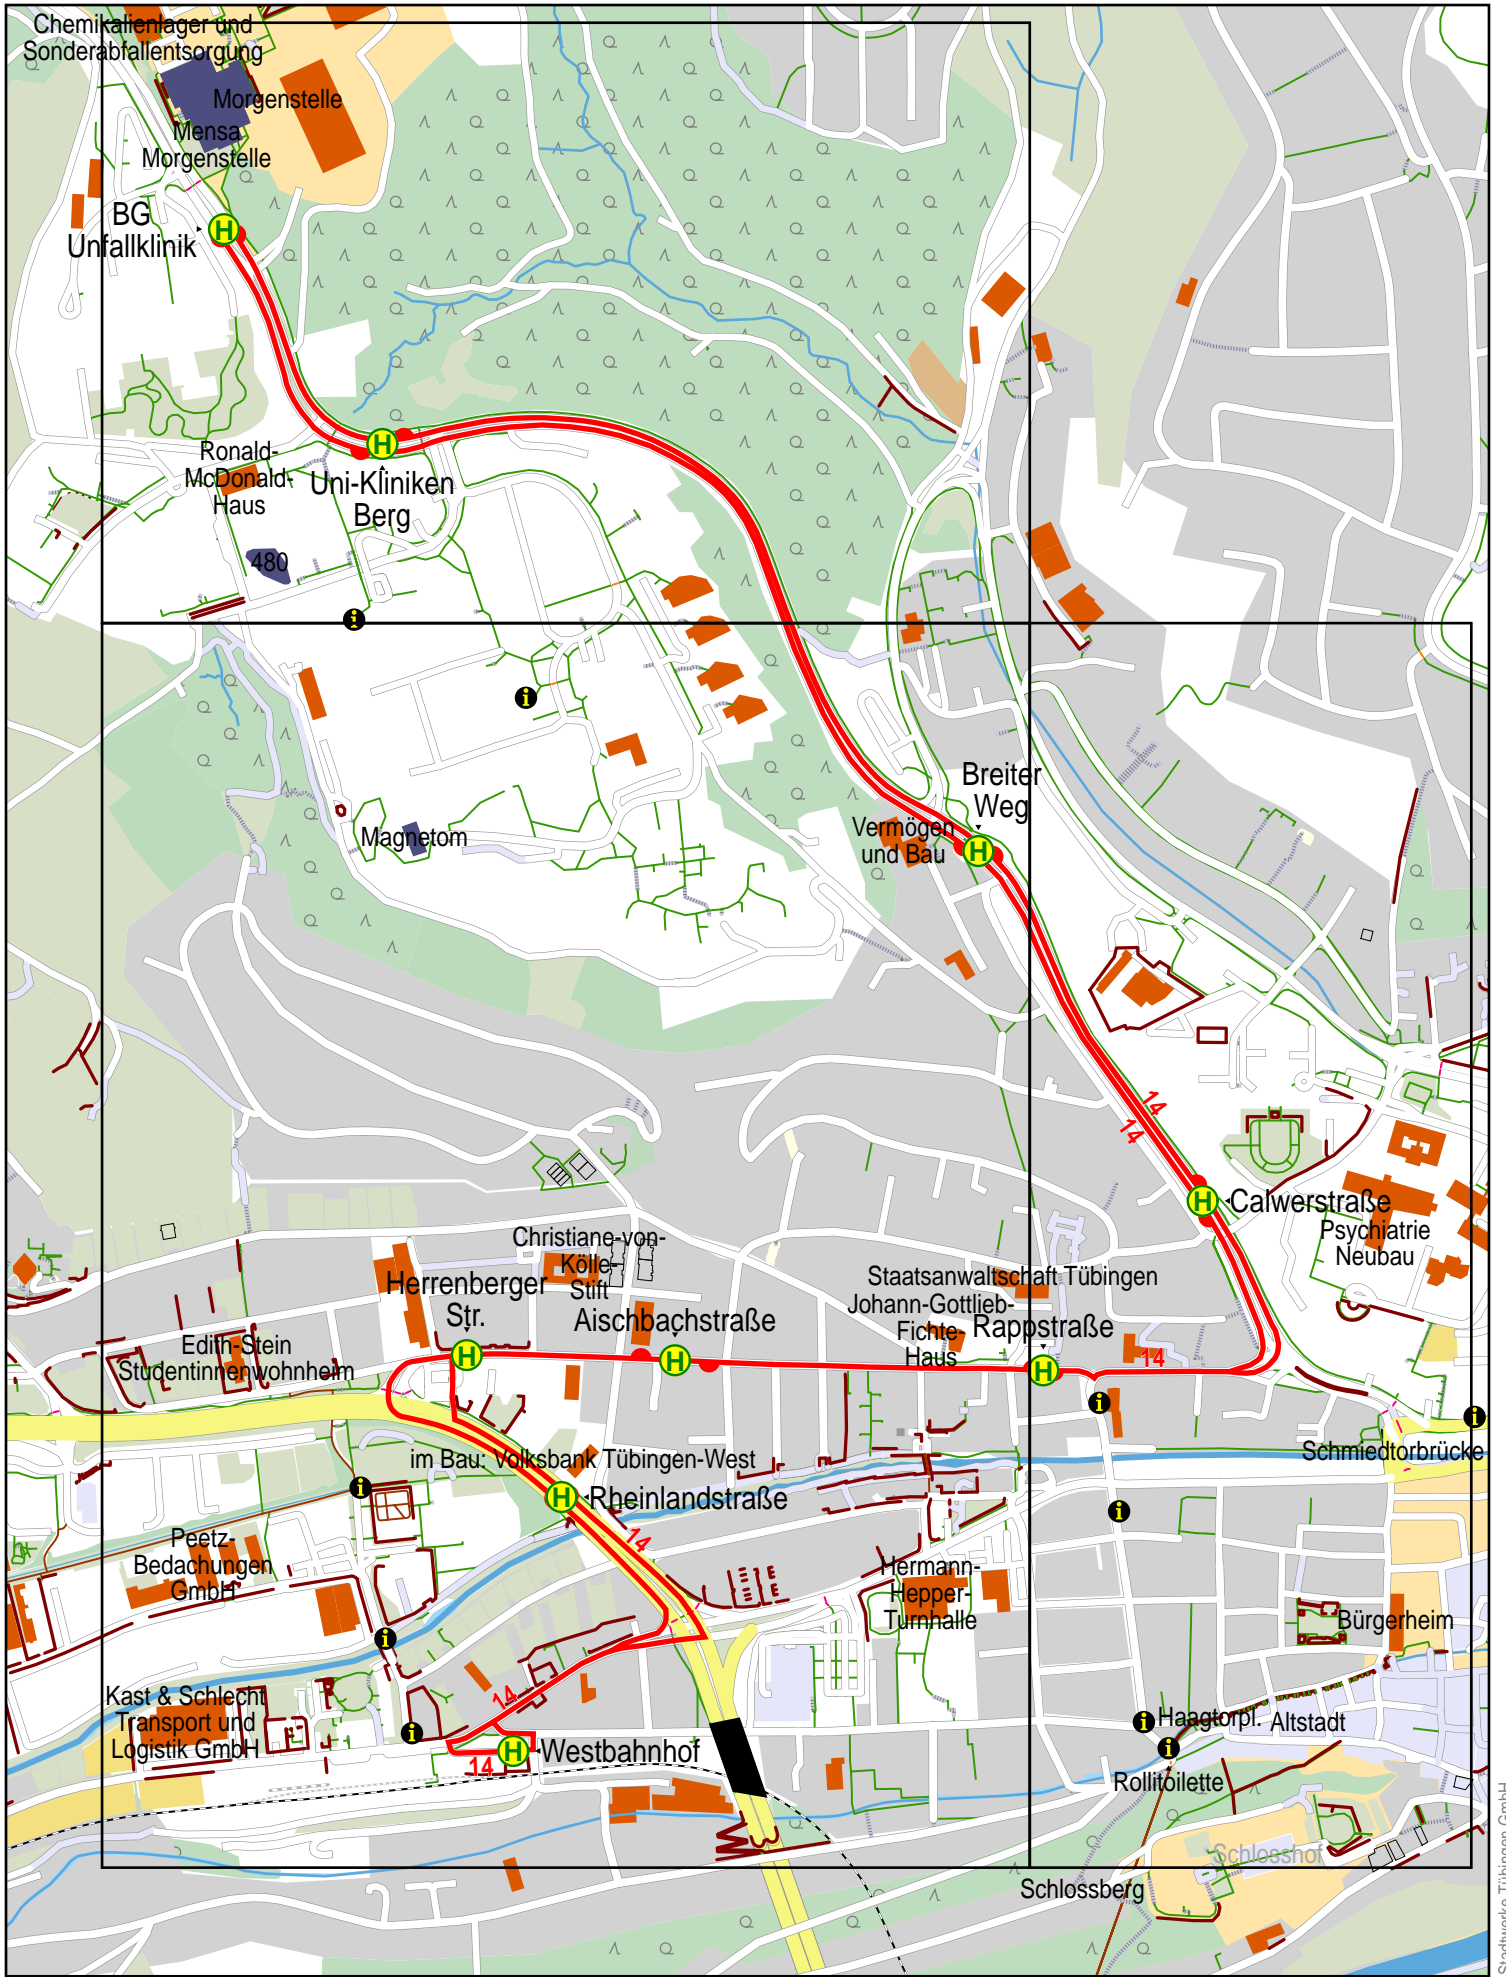 Chemikalienlager und
Sonderabfallentsorgung
Morgenstelle
Mensa
Morgenstelle
BG
Unfallklinik
H
Ronald-
McDonald-
Haus
H
Uni-Kliniken
Berg
480
i
i
Breiter
Weg
Magnetom
Vermögen
und Bau
H
14
14
H
Calwerstraße
Psychiatrie
Neubau
Christiane-von-
Kölle-
Stift
Herrenberger
Str.
Staatsanwaltschaft Tübingen
Johann-Gottlieb-
Fichte-
Haus
Aischbachstraße
Rappstraße
Edith-Stein
Studentinnenwohnheim
H
H
H
14
i
i
im Bau: Volksbank Tübingen-West
Schmiedtorbrücke
i
H
Rheinlandstraße
i
14
Peetz-
Bedachungen
GmbH
Hermann-
Hepper-
Turnhalle
Bürgerheim
i
Kast & Schlecht
Transport und
Logistik GmbH
14
i
i
Haagtorpl.
Altstadt
H
Westbahnhof
14
i
Rollitoilette
Schlosshof
Schlossberg
Stadtwerke Tübingen GmbH